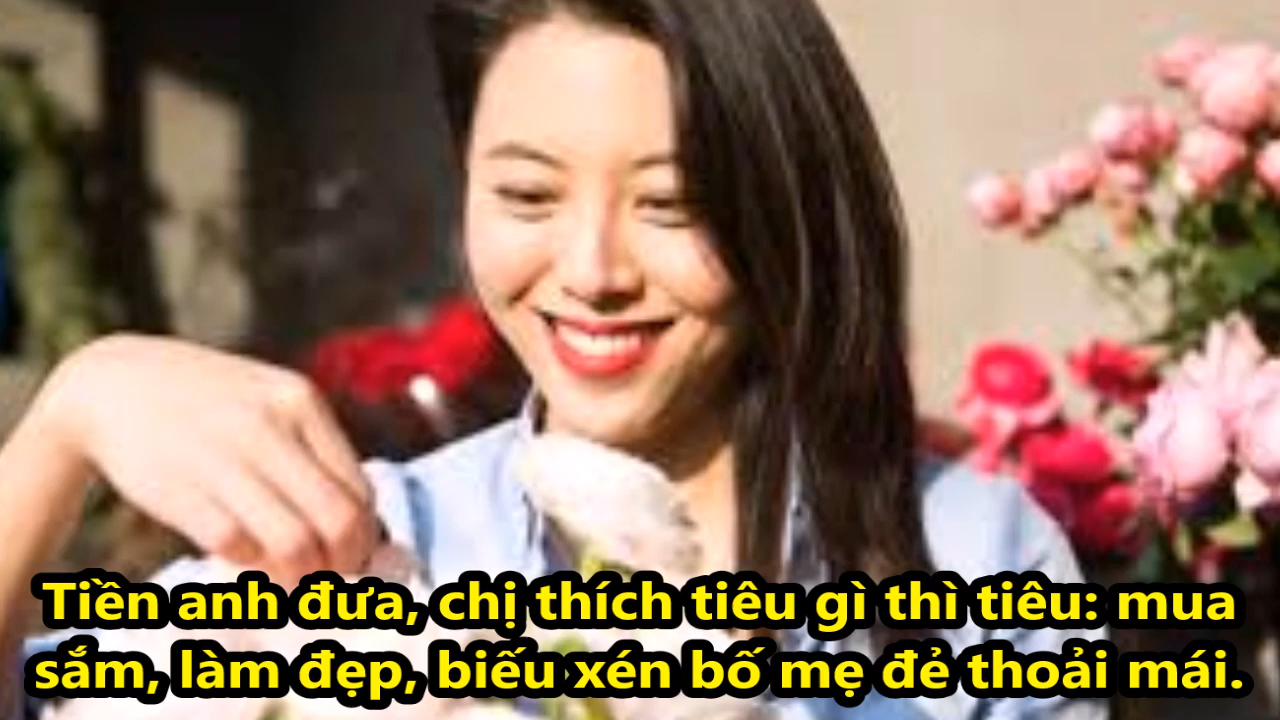 Tiền anh đưa, chị thích tiêu gì thì tiêu: mua
sắm, làm đẹp, biếu xén bố mẹ đẻ thoải mái.